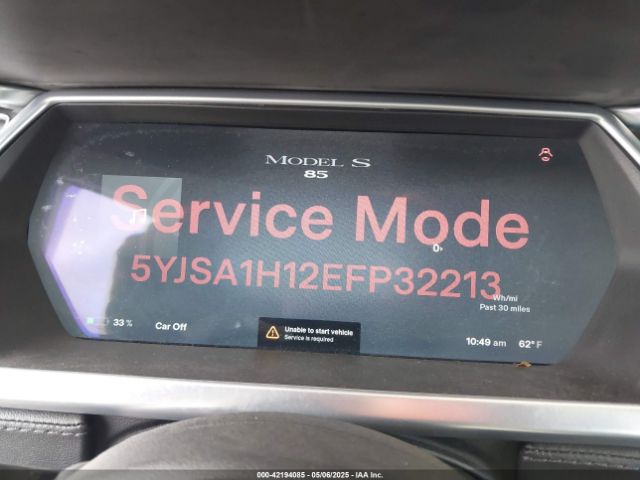 MODEL S
85
Service Mode
0
5YJSA1H12EFP32213
Wh/mi
Past 30 miles
33 %
Car Off
Unable to start vehicle
Service is required
10:49 am
62° F
000-42194085 - 05/06/2025 - IAA Inc.